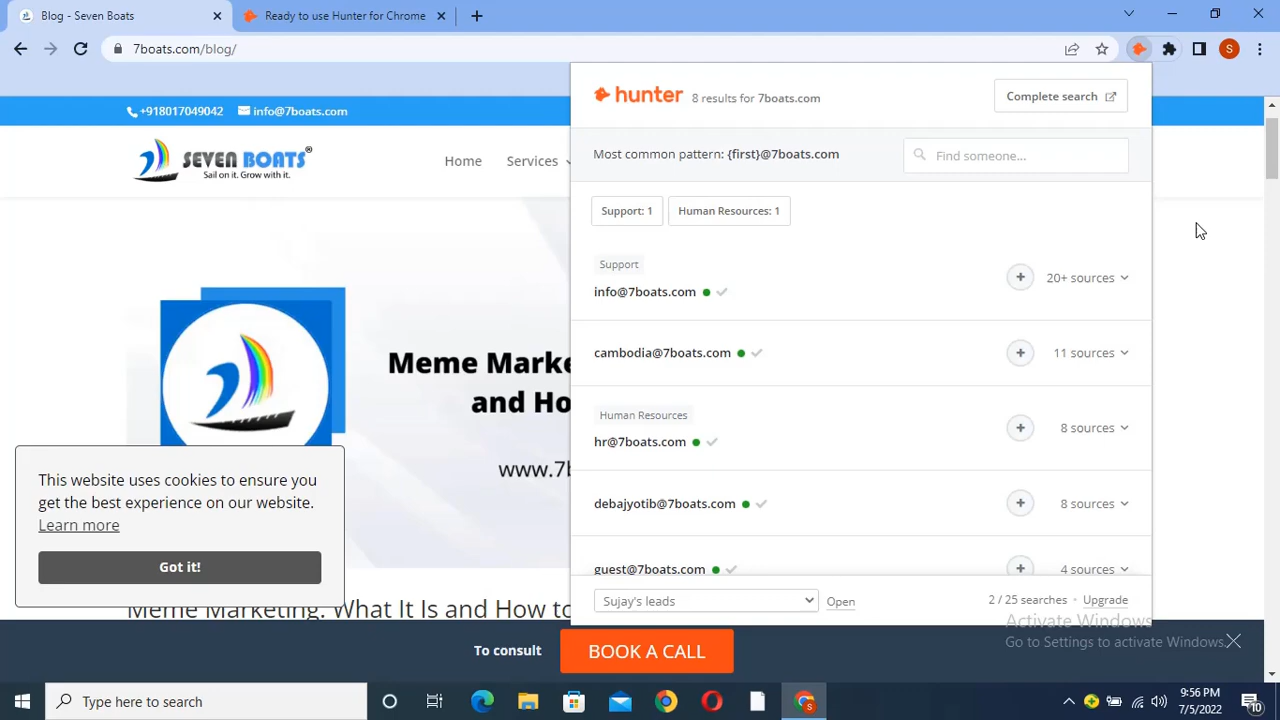 Blog - Seven Boats
Ready to use Hunter for Chrome
7boats.com/blog/
S
+918017049042 info@7boats.com
SEVEN BOATS®
Sail on it. Grow with it.
Home Services
hunter 8 results for 7boats.com Complete search
Most common pattern: {first}@7boats.com Find someone...
Support: 1 Human Resources: 1
Support
info@7boats.com 20+ sources
cambodia@7boats.com 11 sources
Human Resources
hr@7boats.com 8 sources
debajyotib@7boats.com 8 sources
guest@7boats.com 4 sources
Sujay's leads Open 2 / 25 searches • Upgrade
Meme Marke
and Ho
www.7b
This website uses cookies to ensure you
get the best experience on our website.
Learn more
Got it!
Meme Marketing: What It Is and How to
Activate Windows
Go to Settings to activate Windows.
To consult BOOK A CALL
Type here to search
S
9:56 PM
7/5/2022
10